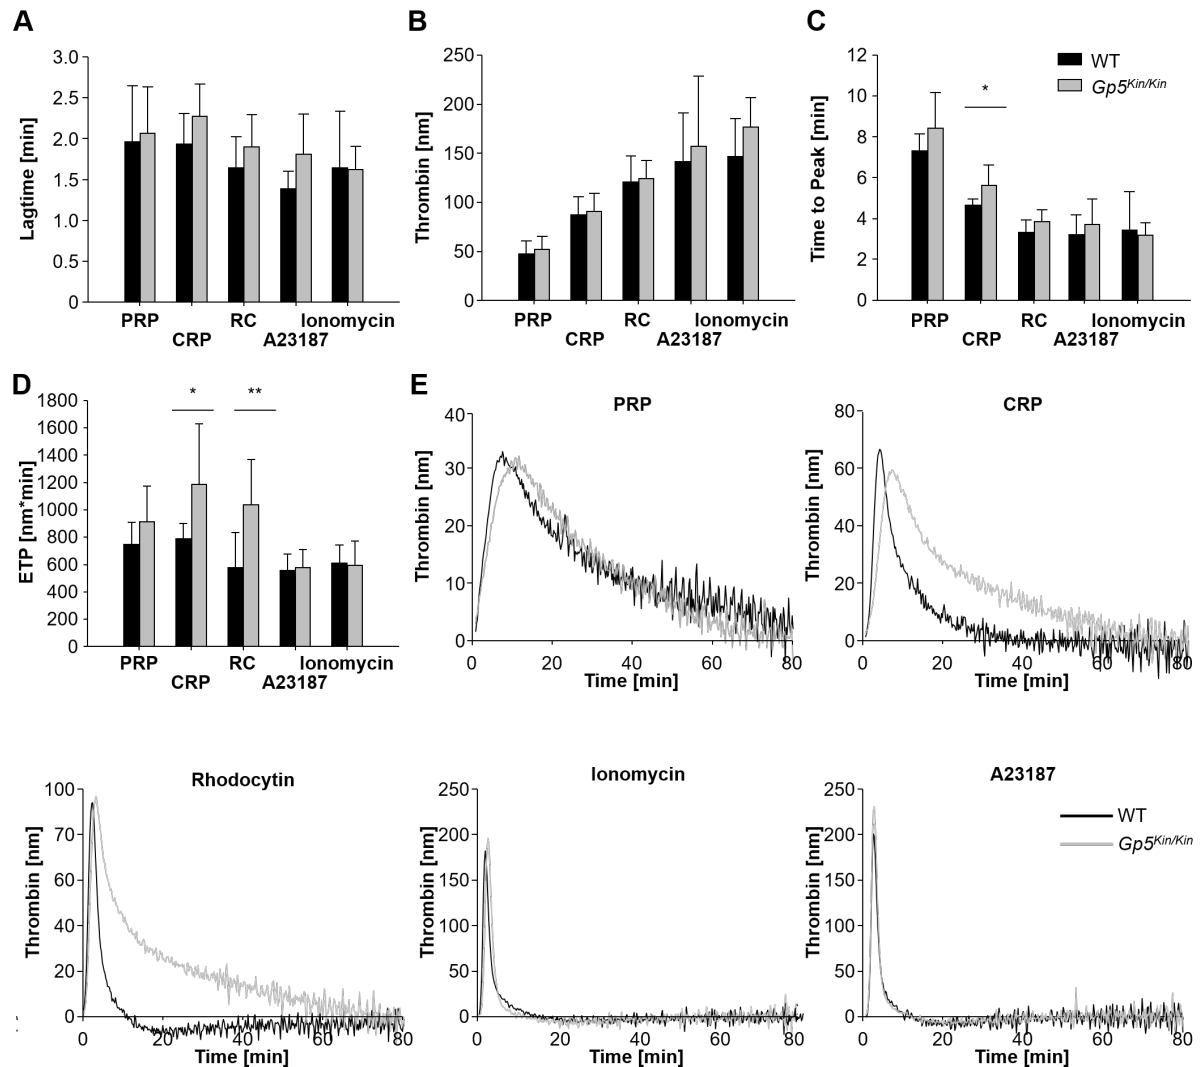 A
Lagtime [min]
3.0
2.5
2.0
1.5
1.0
0.5
0
PRP
CRP
RC
A23187
Ionomycin
B
Thrombin [nm]
250
200
150
100
50
0
PRP
CRP
RC
A23187
Ionomycin
C
Time to Peak [min]
12
10
8
6
4
2
0
*
WT
Gp5Kin/Kin
PRP
CRP
RC
A23187
Ionomycin
D
ETP [nm*min]
1800
1600
1400
1200
1000
800
600
400
200
0
*
**
PRP
CRP
RC
A23187
Ionomycin
E
PRP
Thrombin [nm]
40
30
20
10
0
0 20 40 60 80
Time [min]
CRP
Thrombin [nm]
80
60
40
20
0
0 20 40 60 80
Time [min]
Rhodocytin
Thrombin [nm]
100
70
60
40
20
0
0 20 40 60 80
Time [min]
Ionomycin
Thrombin [nm]
250
200
150
100
50
0
0 20 40 60 80
Time [min]
A23187
Thrombin [nm]
250
200
150
100
50
0
0 20 40 60 80
Time [min]
WT
Gp5Kin/Kin